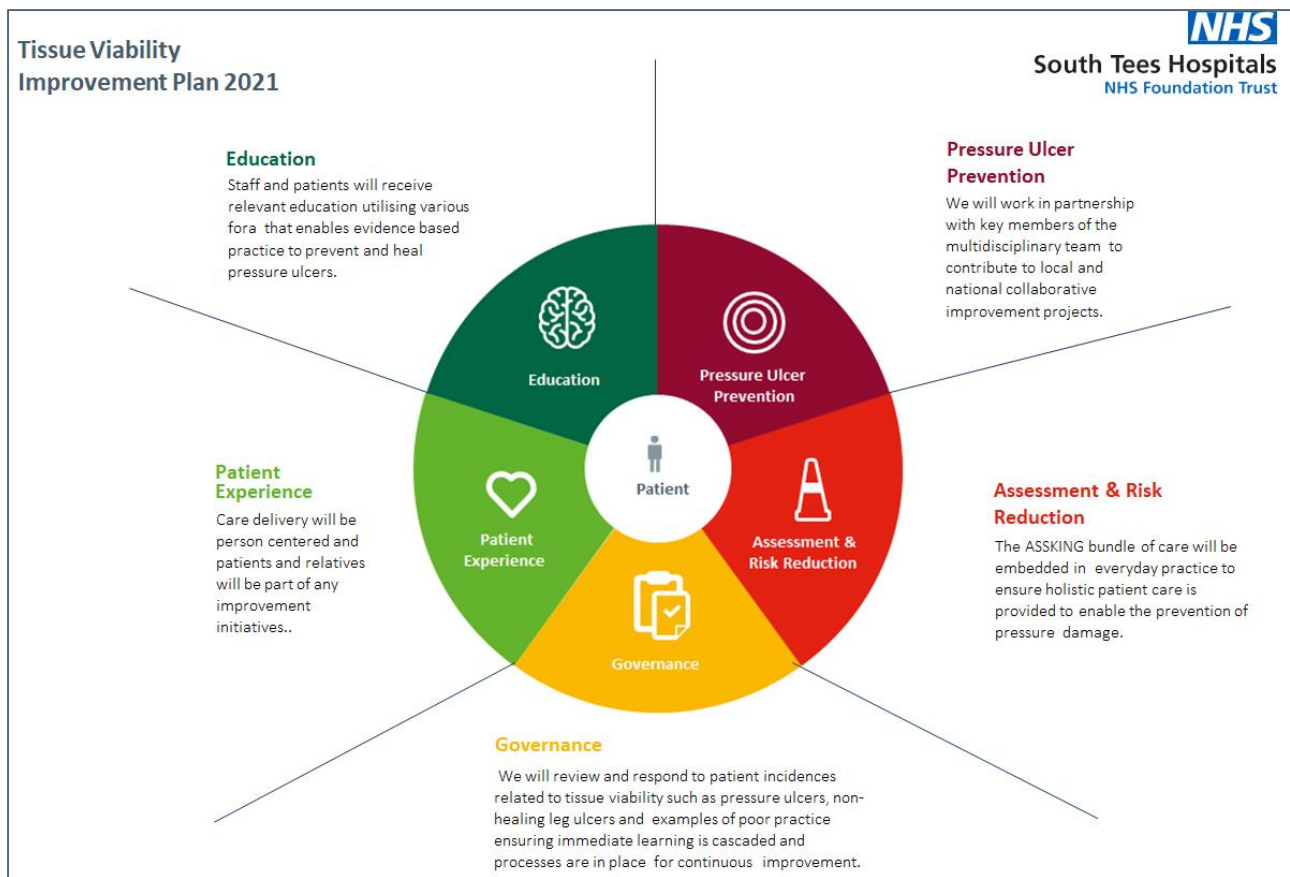 Tissue Viability
Improvement Plan 2021
NHS
South Tees Hospitals
NHS Foundation Trust
Education
Staff and patients will receive
relevant education utilising various
fora that enables evidence based
practice to prevent and heal
pressure ulcers.
Pressure Ulcer
Prevention
We will work in partnership
with key members of the
multidisciplinary team to
contribute to local and
national collaborative
improvement projects.
Education
Pressure Ulcer
Prevention
Patient
Patient
Experience
Assessment &
Risk Reduction
Governance
Patient
Experience
Care delivery will be
person centered and
patients and relatives
will be part of any
improvement
initiatives..
Assessment & Risk
Reduction
The ASSKING bundle of care will be
embedded in everyday practice to
ensure holistic patient care is
provided to enable the prevention of
pressure damage.
Governance
We will review and respond to patient incidences
related to tissue viability such as pressure ulcers, non-
healing leg ulcers and examples of poor practice
ensuring immediate learning is cascaded and
processes are in place for continuous improvement.